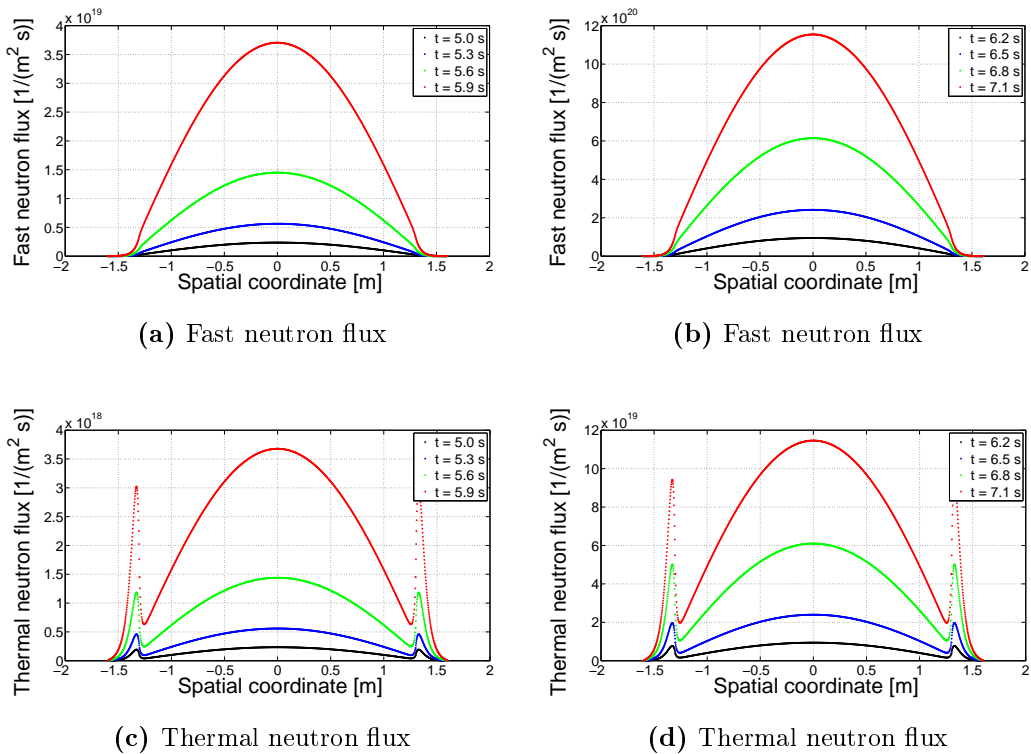 x 10^19
Fast neutron flux [1/(m^2 s)]
4
3.5
3
2.5
2
1.5
1
0.5
0
−2 −1.5 −1 −0.5 0 0.5 1 1.5 2
Spatial coordinate [m]
t = 5.0 s
t = 5.3 s
t = 5.6 s
t = 5.9 s
(a) Fast neutron flux
x 10^20
Fast neutron flux [1/(m^2 s)]
12
10
8
6
4
2
0
−2 −1.5 −1 −0.5 0 0.5 1 1.5 2
Spatial coordinate [m]
t = 6.2 s
t = 6.5 s
t = 6.8 s
t = 7.1 s
(b) Fast neutron flux
x 10^18
Thermal neutron flux [1/(m^2 s)]
4
3.5
3
2.5
2
1.5
1
0.5
0
−2 −1.5 −1 −0.5 0 0.5 1 1.5 2
Spatial coordinate [m]
t = 5.0 s
t = 5.3 s
t = 5.6 s
t = 5.9 s
(c) Thermal neutron flux
x 10^19
Thermal neutron flux [1/(m^2 s)]
12
10
8
6
4
2
0
−2 −1.5 −1 −0.5 0 0.5 1 1.5 2
Spatial coordinate [m]
t = 6.2 s
t = 6.5 s
t = 6.8 s
t = 7.1 s
(d) Thermal neutron flux